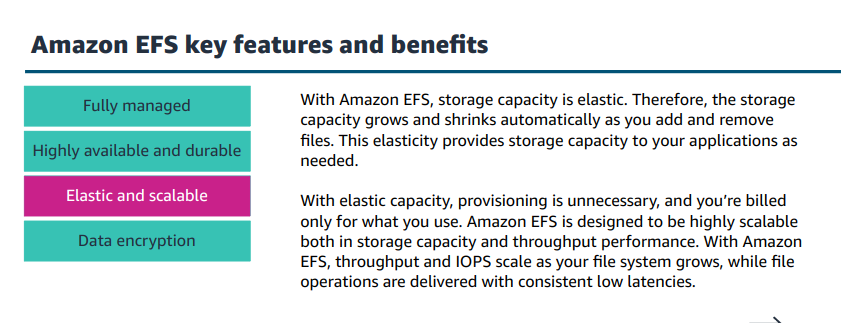 Amazon EFS key features and benefits
Fully managed
Highly available and durable
Elastic and scalable
Data encryption
With Amazon EFS, storage capacity is elastic. Therefore, the storage
capacity grows and shrinks automatically as you add and remove
files. This elasticity provides storage capacity to your applications as
needed.
With elastic capacity, provisioning is unnecessary, and you’re billed
only for what you use. Amazon EFS is designed to be highly scalable
both in storage capacity and throughput performance. With Amazon
EFS, throughput and IOPS scale as your file system grows, while file
operations are delivered with consistent low latencies.